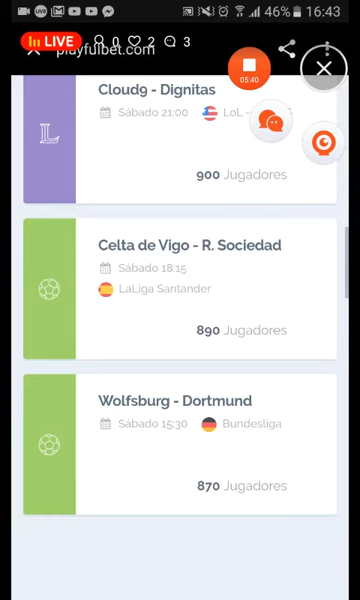 46% 16:43
LIVE 0 2 3
playfulbet.com
05:40
Cloud9 - Dignitas
Sábado 21:00 LoL -
L
900 Jugadores
Celta de Vigo - R. Sociedad
Sábado 18:15
LaLiga Santander
890 Jugadores
Wolfsburg - Dortmund
Sábado 15:30 Bundesliga
870 Jugadores